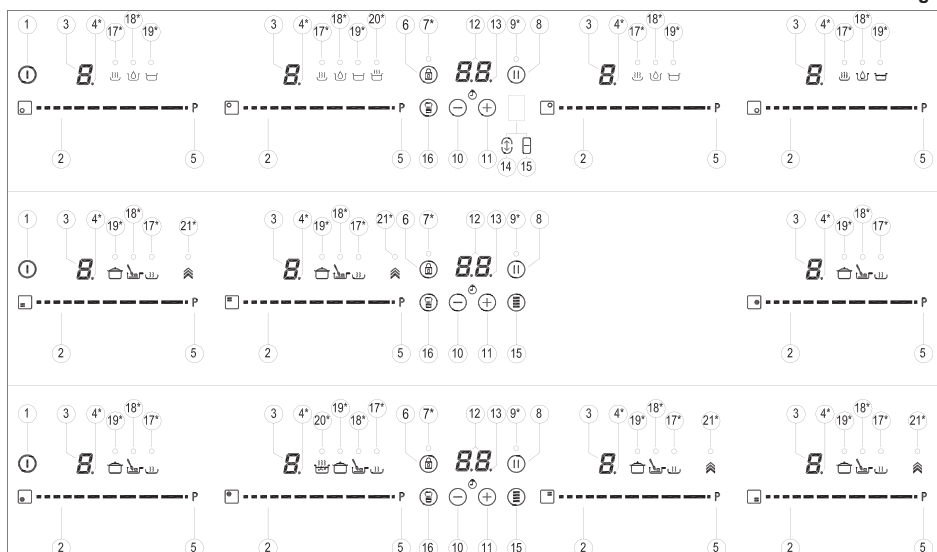 18* 18* 20* 18* 18*
1 3 4* 17* 19* 3 4* 17* 19* 6 7* 12 13 9* 8 3 4* 17* 19* 3 4* 17* 19*
8. 8. 8.8. 8. 8.
P P P P
2 5 2 5 16 10 11 14 15 2 5 2 5
1 3 4* 19* 18* 17* 21* 3 4* 19* 18* 17* 21* 6 7* 12 13 9* 8 3 4* 19* 18* 17*
8. 8. 8.8. 8.
P P P
2 5 2 5 16 10 11 15 2 5
1 3 4* 19* 18* 17* 3 4* 20* 19* 18* 17* 6 7* 12 13 9* 8 3 4* 19* 18* 17* 21* 3 4* 19* 18* 17* 21*
8. 8. 8.8. 8. 8.
P P P P
2 5 2 5 16 10 11 15 2 5 2 5